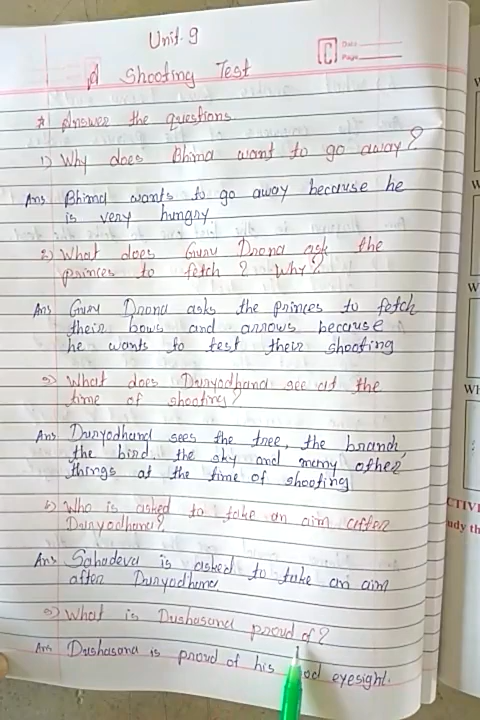 Unit-9
[C] Date
Page
A Shooting Test
* Answer the questions
1) Why does Bhima want to go away?
Ans Bhima wants to go away because he
is very hungry.
2) What does Guru Drona ask the
princes to fetch? Why?
Ans Guru Drona asks the princes to fetch
their bows and arrows because
he wants to test their shooting
3) What does Duryodhana see at the
time of shooting?
Ans Duryodhana sees the tree, the branch,
the bird the sky and many other
things at the time of shooting
4) Who is asked to take an aim after
Duryodhana?
Ans Sahadeva is asked to take an aim
after Duryodhana.
5) What is Dushasana proud of?
Ans Dushasana is proud of his eyesight.
CTIV
udy th